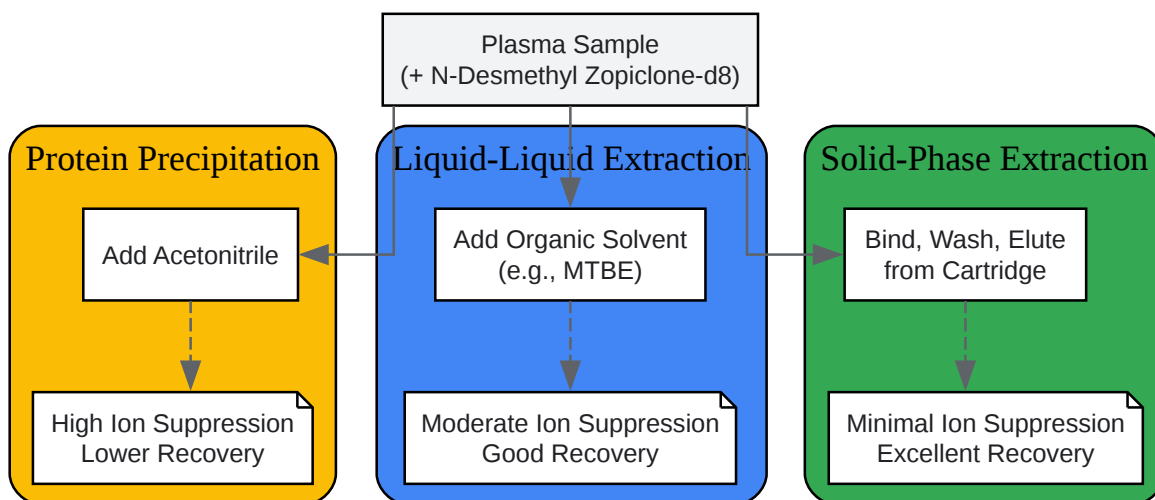 Plasma Sample
(+ N-Desmethyl Zopiclone-d8)
Protein Precipitation
Add Acetonitrile
High Ion Suppression
Lower Recovery
Liquid-Liquid Extraction
Add Organic Solvent
(e.g., MTBE)
Moderate Ion Suppression
Good Recovery
Solid-Phase Extraction
Bind, Wash, Elute
from Cartridge
Minimal Ion Suppression
Excellent Recovery